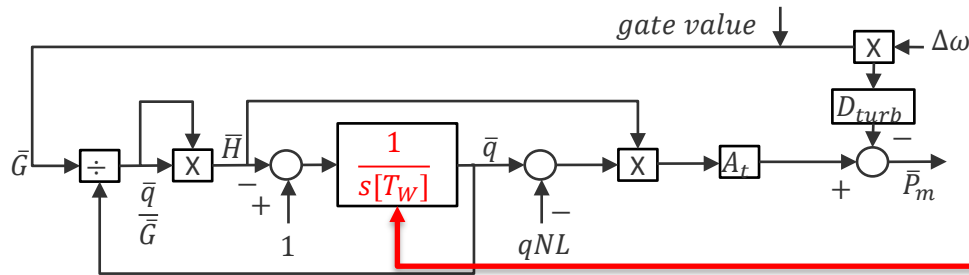 gate value
X
Δω
D_turb
Ḡ
÷
X
H̄
1
s[T_W]
q̄
X
A_t
−
−
+
+
P̄_m
q̄
Ḡ
1
−
qNL